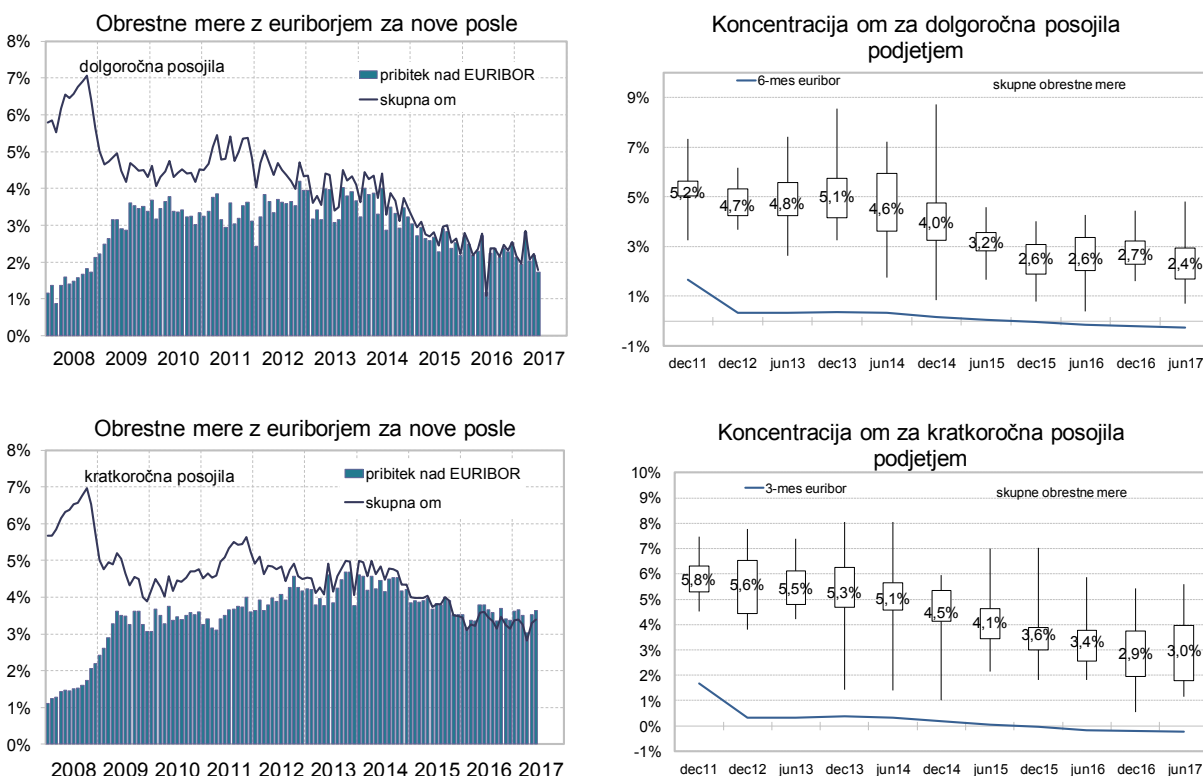 Obrestne mere z euriborjem za nove posle
8%
7%
6%
5%
4%
3%
2%
1%
0%
dolgoročna posojila
pribitek nad EURIBOR
skupna om
2008 2009 2010 2011 2012 2013 2014 2015 2016 2017
Koncentracija om za dolgoročna posojila
podjetjem
9%
7%
5%
3%
1%
-1%
6-mes euribor
skupne obrestne mere
5,2%
4,7%
4,8%
5,1%
4,6%
4,0%
3,2%
2,6%
2,6%
2,7%
2,4%
dec11 dec12 jun13 dec13 jun14 dec14 jun15 dec15 jun16 dec16 jun17
Obrestne mere z euriborjem za nove posle
8%
7%
6%
5%
4%
3%
2%
1%
0%
kratkoročna posojila
pribitek nad EURIBOR
skupna om
2008 2009 2010 2011 2012 2013 2014 2015 2016 2017
Koncentracija om za kratkoročna posojila
podjetjem
10%
9%
8%
7%
6%
5%
4%
3%
2%
1%
0%
-1%
3-mes euribor
skupne obrestne mere
5,8%
5,6%
5,5%
5,3%
5,1%
4,5%
4,1%
3,6%
3,4%
2,9%
3,0%
dec11 dec12 jun13 dec13 jun14 dec14 jun15 dec15 jun16 dec16 jun17